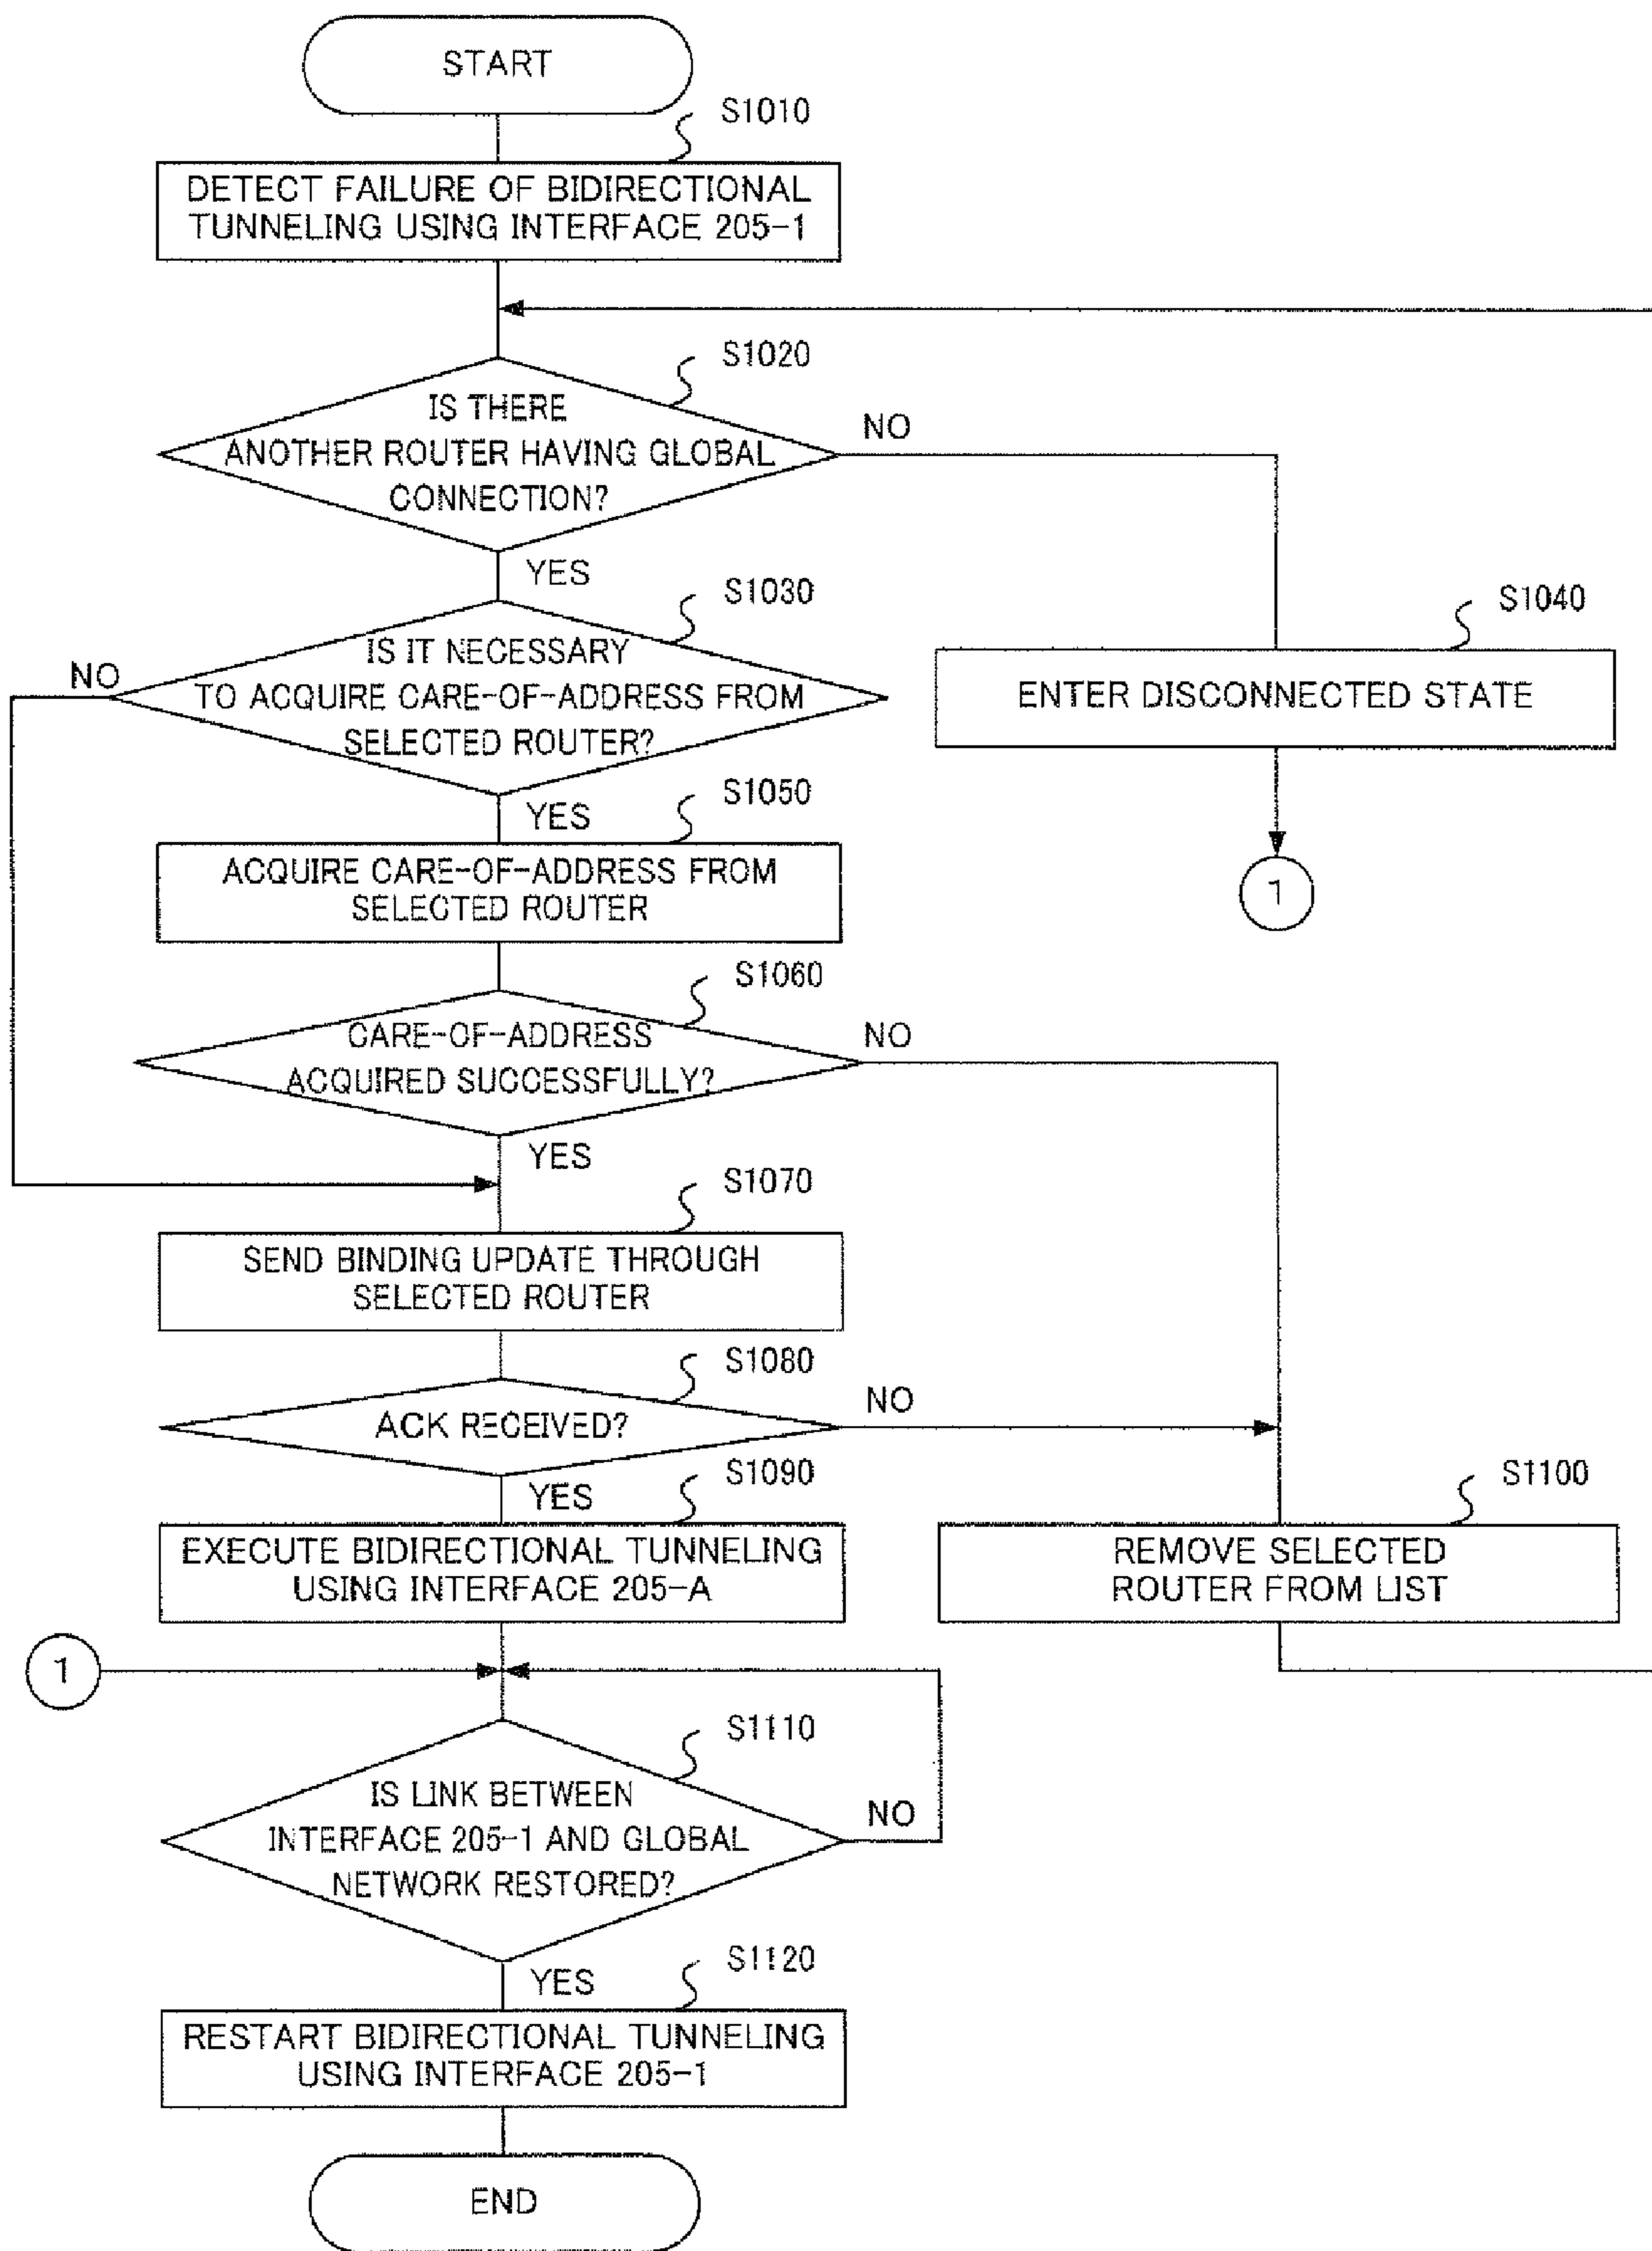 START
S1010
DETECT FAILURE OF BIDIRECTIONAL
TUNNELING USING INTERFACE 205-1
S1020
IS THERE
ANOTHER ROUTER HAVING GLOBAL
CONNECTION?
NO
YES
S1030
IS IT NECESSARY
TO ACQUIRE CARE-OF-ADDRESS FROM
SELECTED ROUTER?
NO
S1040
ENTER DISCONNECTED STATE
1
YES
S1050
ACQUIRE CARE-OF-ADDRESS FROM
SELECTED ROUTER
S1060
CARE-OF-ADDRESS
ACQUIRED SUCCESSFULLY?
NO
YES
S1070
SEND BINDING UPDATE THROUGH
SELECTED ROUTER
S1080
ACK RECEIVED?
NO
YES
S1090
EXECUTE BIDIRECTIONAL TUNNELING
USING INTERFACE 205-A
S1100
REMOVE SELECTED
ROUTER FROM LIST
1
S1110
IS LINK BETWEEN
INTERFACE 205-1 AND GLOBAL
NETWORK RESTORED?
NO
YES
S1120
RESTART BIDIRECTIONAL TUNNELING
USING INTERFACE 205-1
END